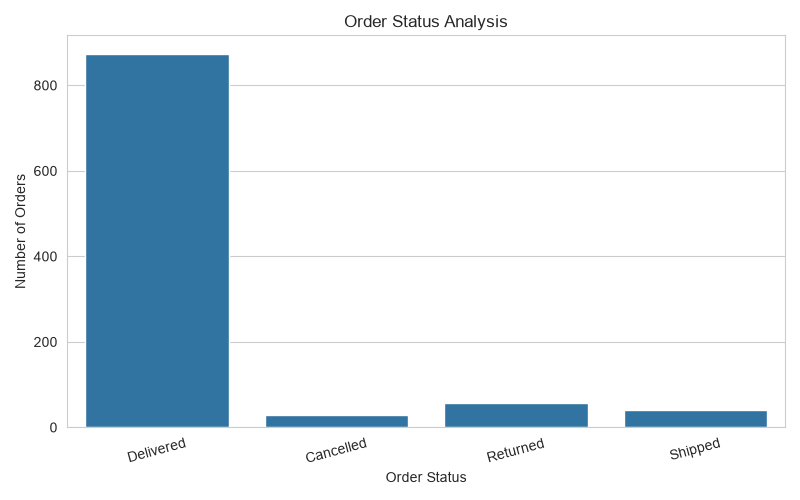 Order Status Analysis
Number of Orders
800
600
400
200
0
Delivered
Cancelled
Returned
Shipped
Order Status